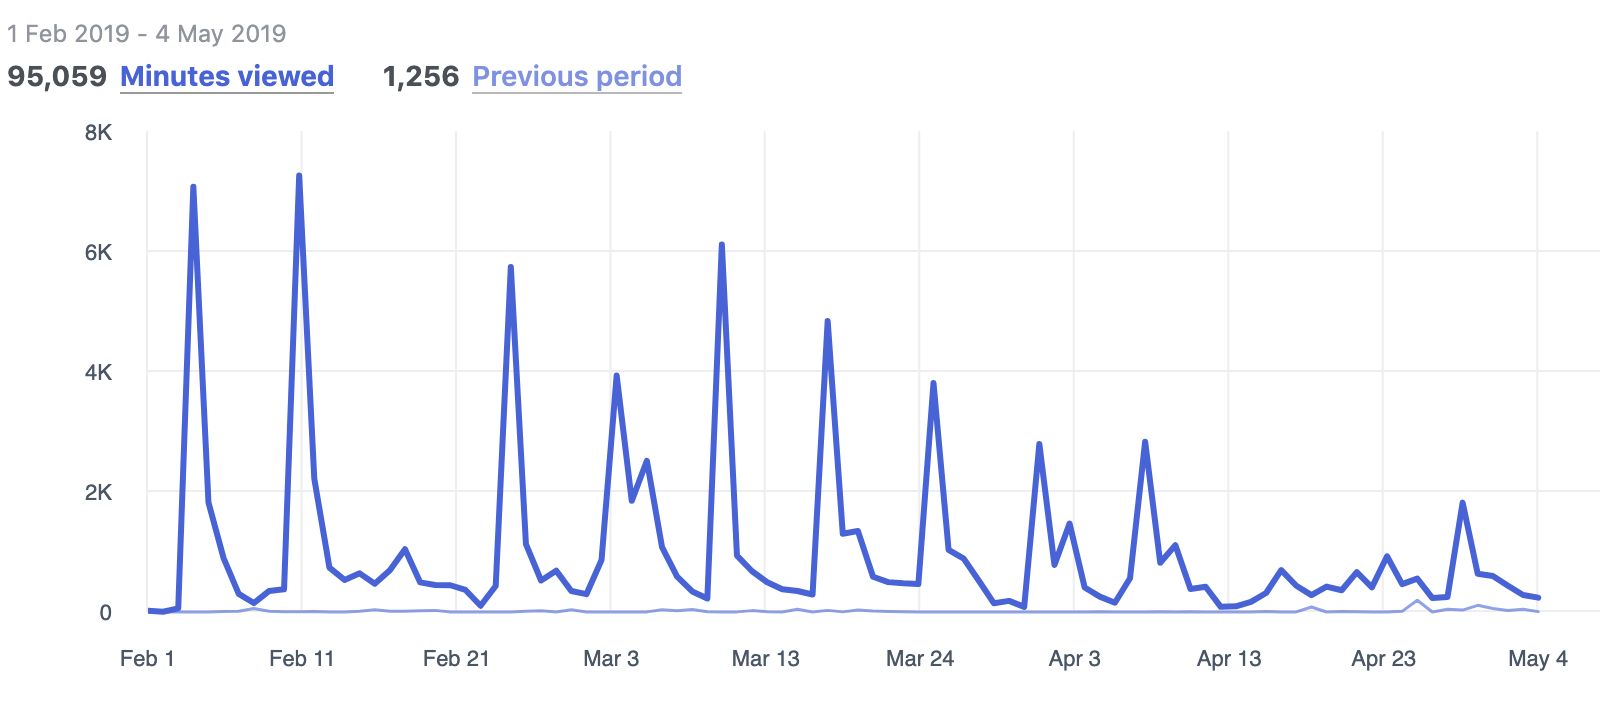 1 Feb 2019 - 4 May 2019
95,059 Minutes viewed 1,256 Previous period
8K
6K
4K
2K
0
Feb 1 Feb 11 Feb 21 Mar 3 Mar 13 Mar 24 Apr 3 Apr 13 Apr 23 May 4